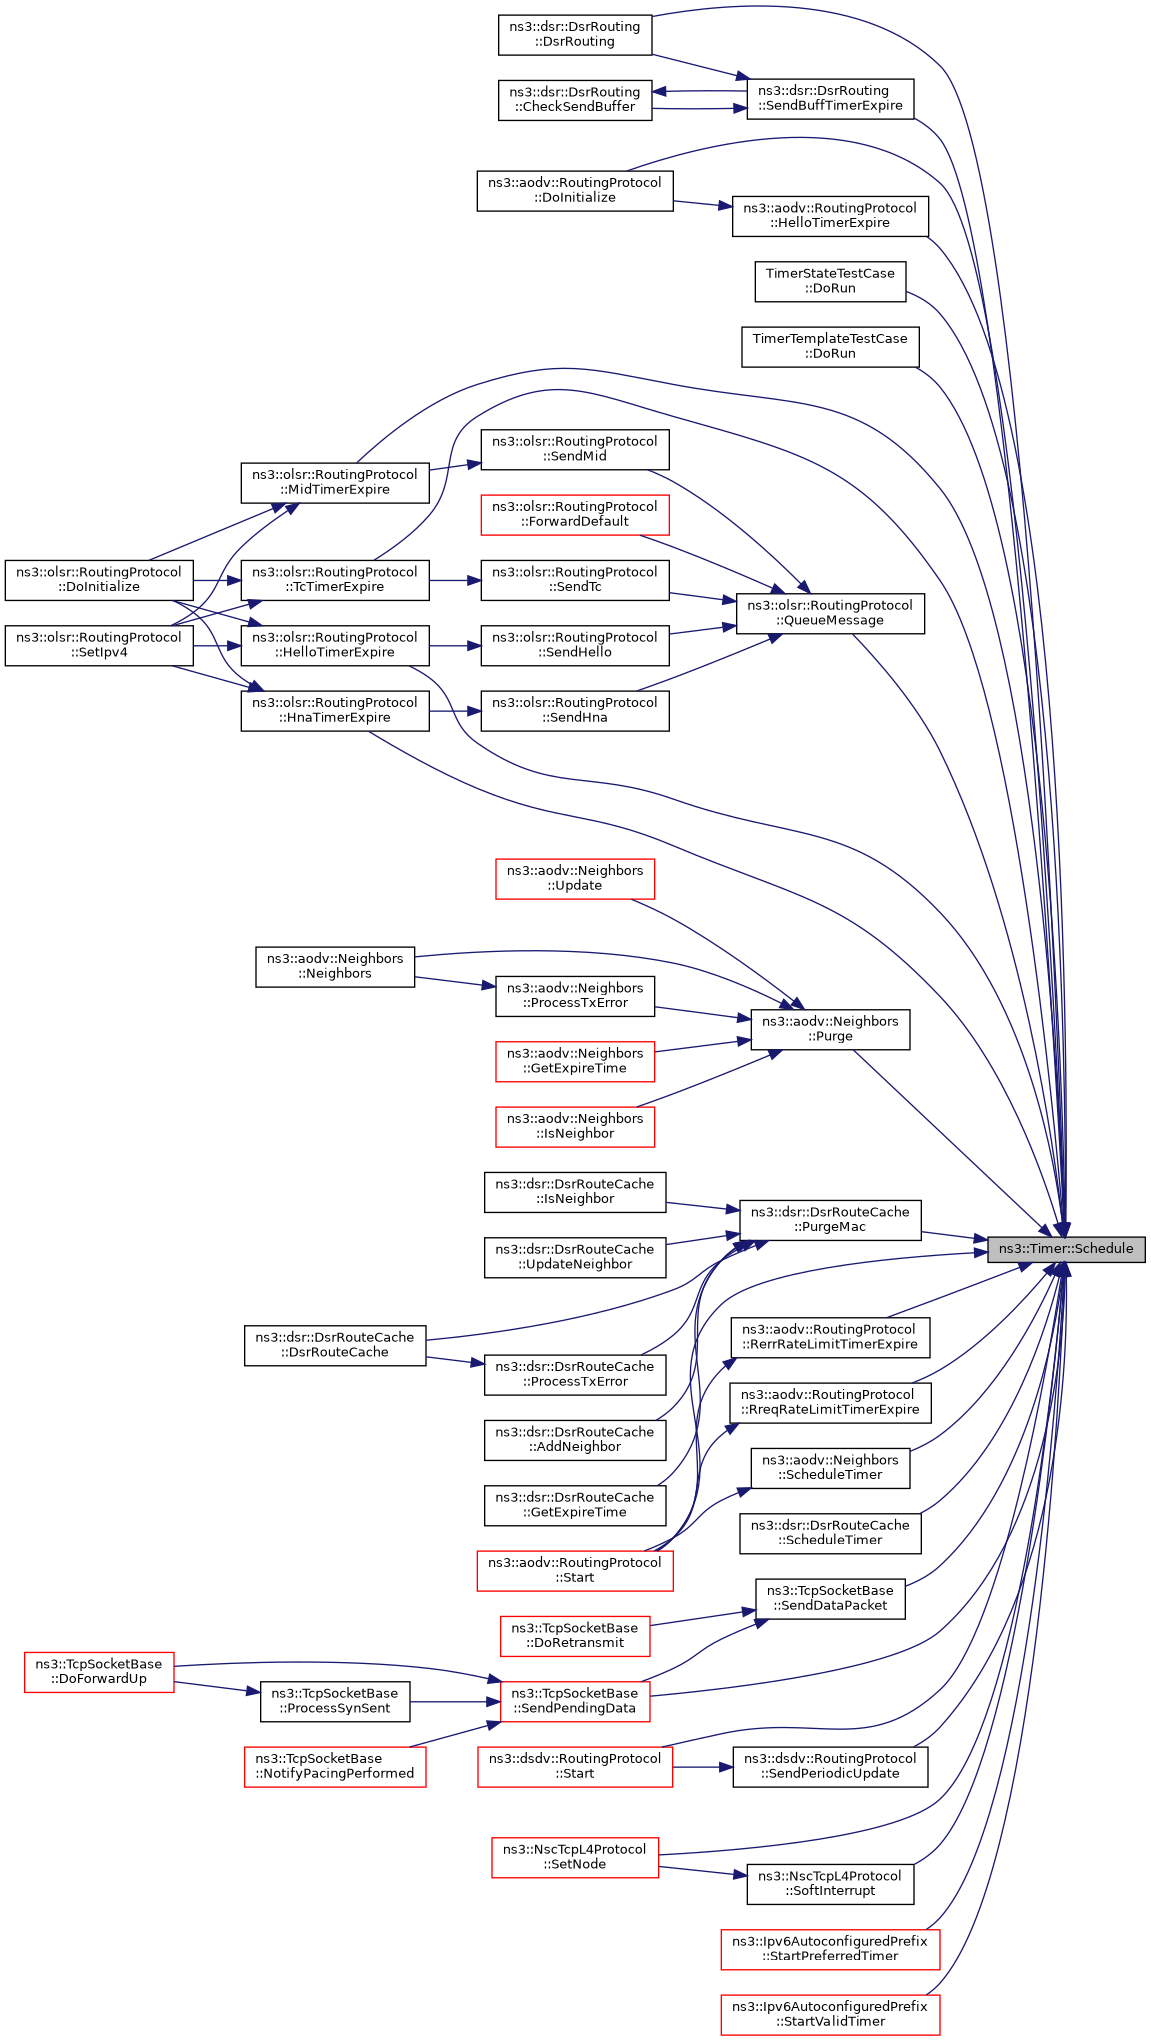 ns3::dsr::DsrRouting
::DsrRouting
ns3::dsr::DsrRouting
::CheckSendBuffer
ns3::dsr::DsrRouting
::SendBuffTimerExpire
ns3::aodv::RoutingProtocol
::DoInitialize
ns3::aodv::RoutingProtocol
::HelloTimerExpire
TimerStateTestCase
::DoRun
TimerTemplateTestCase
::DoRun
ns3::olsr::RoutingProtocol
::SendMid
ns3::olsr::RoutingProtocol
::MidTimerExpire
ns3::olsr::RoutingProtocol
::ForwardDefault
ns3::olsr::RoutingProtocol
::DoInitialize
ns3::olsr::RoutingProtocol
::TcTimerExpire
ns3::olsr::RoutingProtocol
::SendTc
ns3::olsr::RoutingProtocol
::QueueMessage
ns3::olsr::RoutingProtocol
::SetIpv4
ns3::olsr::RoutingProtocol
::HelloTimerExpire
ns3::olsr::RoutingProtocol
::SendHello
ns3::olsr::RoutingProtocol
::HnaTimerExpire
ns3::olsr::RoutingProtocol
::SendHna
ns3::aodv::Neighbors
::Update
ns3::aodv::Neighbors
::Neighbors
ns3::aodv::Neighbors
::ProcessTxError
ns3::aodv::Neighbors
::Purge
ns3::aodv::Neighbors
::GetExpireTime
ns3::aodv::Neighbors
::IsNeighbor
ns3::dsr::DsrRouteCache
::IsNeighbor
ns3::dsr::DsrRouteCache
::PurgeMac
ns3::Timer::Schedule
ns3::dsr::DsrRouteCache
::UpdateNeighbor
ns3::dsr::DsrRouteCache
::DsrRouteCache
ns3::aodv::RoutingProtocol
::RerrRateLimitTimerExpire
ns3::dsr::DsrRouteCache
::ProcessTxError
ns3::aodv::RoutingProtocol
::RreqRateLimitTimerExpire
ns3::dsr::DsrRouteCache
::AddNeighbor
ns3::aodv::Neighbors
::ScheduleTimer
ns3::dsr::DsrRouteCache
::GetExpireTime
ns3::dsr::DsrRouteCache
::ScheduleTimer
ns3::aodv::RoutingProtocol
::Start
ns3::TcpSocketBase
::SendDataPacket
ns3::TcpSocketBase
::DoRetransmit
ns3::TcpSocketBase
::DoForwardUp
ns3::TcpSocketBase
::ProcessSynSent
ns3::TcpSocketBase
::SendPendingData
ns3::TcpSocketBase
::NotifyPacingPerformed
ns3::dsdv::RoutingProtocol
::Start
ns3::dsdv::RoutingProtocol
::SendPeriodicUpdate
ns3::NscTcpL4Protocol
::SetNode
ns3::NscTcpL4Protocol
::SoftInterrupt
ns3::Ipv6AutoconfiguredPrefix
::StartPreferredTimer
ns3::Ipv6AutoconfiguredPrefix
::StartValidTimer